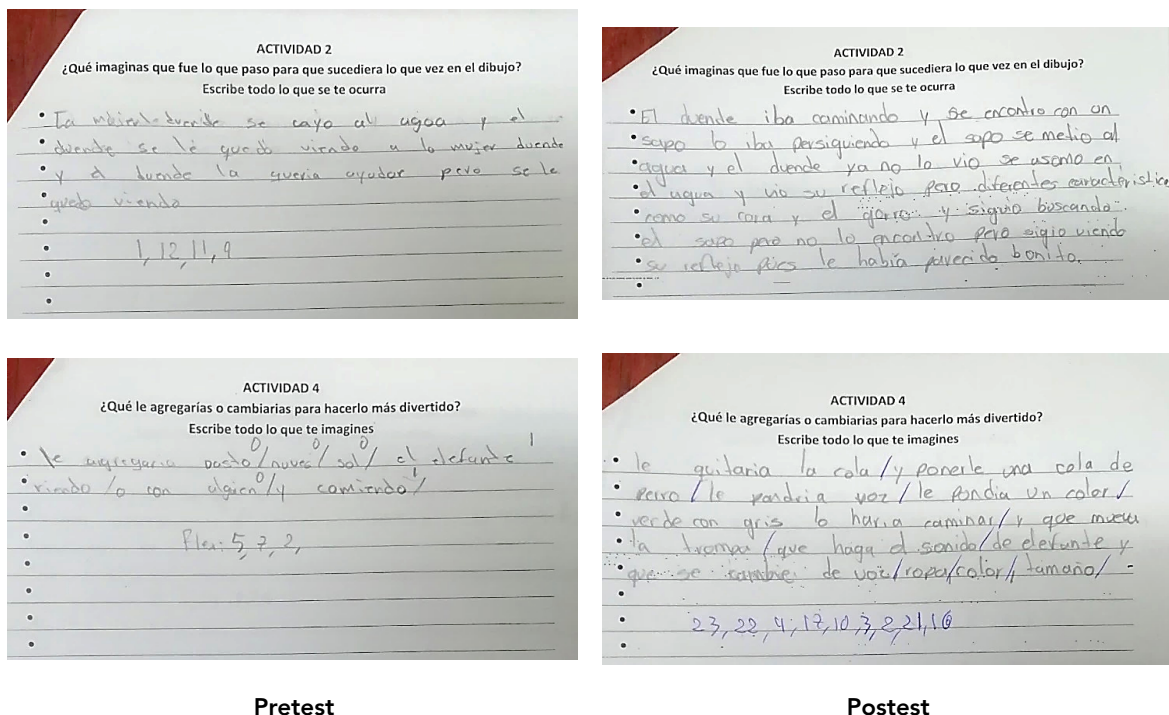 ACTIVIDAD 2
¿Qué imaginas que fue lo que paso para que sucediera lo que vez en el dibujo?
Escribe todo lo que se te ocurra
duende se cayo al agoa y el
duende se le quedo viendo a la mujer duende
y el duende la queria ayudar pero se le
quedo viendo
1, 12, 11, 9
ACTIVIDAD 2
¿Qué imaginas que fue lo que paso para que sucediera lo que vez en el dibujo?
Escribe todo lo que se te ocurra
El duende iba caminando y se encontro con un
sapo lo iba persiguiendo y el sapo se metio al
agua y el duende ya no lo vio se asomo en
el agua y vio su reflejo pero diferentes caracteristica
como su cara y el gorro y siguio buscando
el sapo pero no lo encontro pero sigio viendo
su reflejo pues le había parecido bonito.
ACTIVIDAD 4
¿Qué le agregarías o cambiarias para hacerlo más divertido?
Escribe todo lo que te imagines
0 0 0 1
le agregaria pasto/nuves/sol/ el elefante
riendo/o con algien/y comiendo/
Flex: 5, 7, 2,
ACTIVIDAD 4
¿Qué le agregarías o cambiarias para hacerlo más divertido?
Escribe todo lo que te imagines
le quitaria la cola/y ponerle una cola de
perro/le pondria voz/le pondia un color/
verde con gris lo haria caminar/y que mueva
la trompa/que haga el sonido/de elefante y
que se cambie de voz/ropa/color/tamaño/-
23, 22, 4, 17, 10, 3, 2, 21, 16
Pretest
Postest